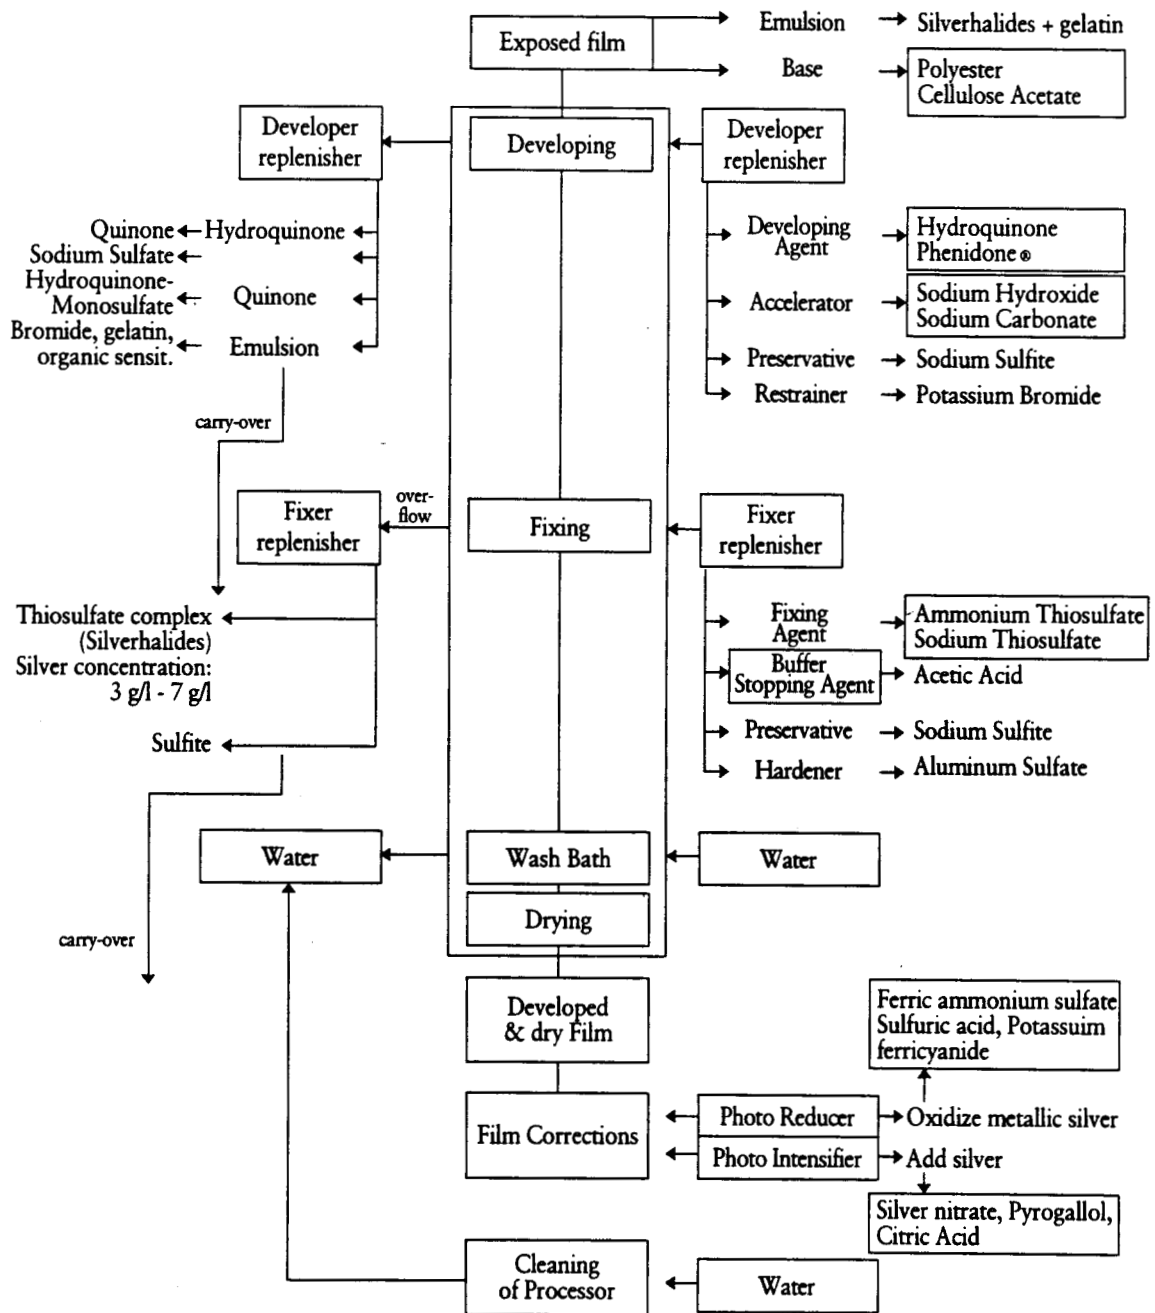 Exposed film
Emulsion
Silverhalides + gelatin
Base
Polyester
Cellulose Acetate
Developer
replenisher
Developing
Developer
replenisher
Quinone
Hydroquinone
Sodium Sulfate
Hydroquinone-
Monosulfate
Quinone
Bromide, gelatin,
organic sensit.
Emulsion
Developing
Agent
Hydroquinone
Phenidone ®
Accelerator
Sodium Hydroxide
Sodium Carbonate
Preservative
Sodium Sulfite
Restrainer
Potassium Bromide
carry-over
Fixer
replenisher
over-
flow
Fixing
Fixer
replenisher
Thiosulfate complex
(Silverhalides)
Silver concentration:
3 g/l - 7 g/l
Sulfite
Fixing
Agent
Ammonium Thiosulfate
Sodium Thiosulfate
Buffer
Stopping Agent
Acetic Acid
Preservative
Sodium Sulfite
Hardener
Aluminum Sulfate
Water
Wash Bath
Water
Drying
carry-over
Developed
& dry Film
Ferric ammonium sulfate
Sulfuric acid, Potassuim
ferricyanide
Film Corrections
Photo Reducer
Oxidize metallic silver
Photo Intensifier
Add silver
Silver nitrate, Pyrogallol,
Citric Acid
Cleaning
of Processor
Water